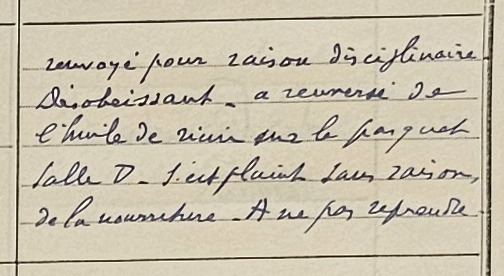 renvoyé pour raison disciplinaire
Désobeissant - a renversé de
l'huile de ricin sur le parquet
Salle D - s'est plaint sans raison,
de la nourriture - A ne pas reprendre